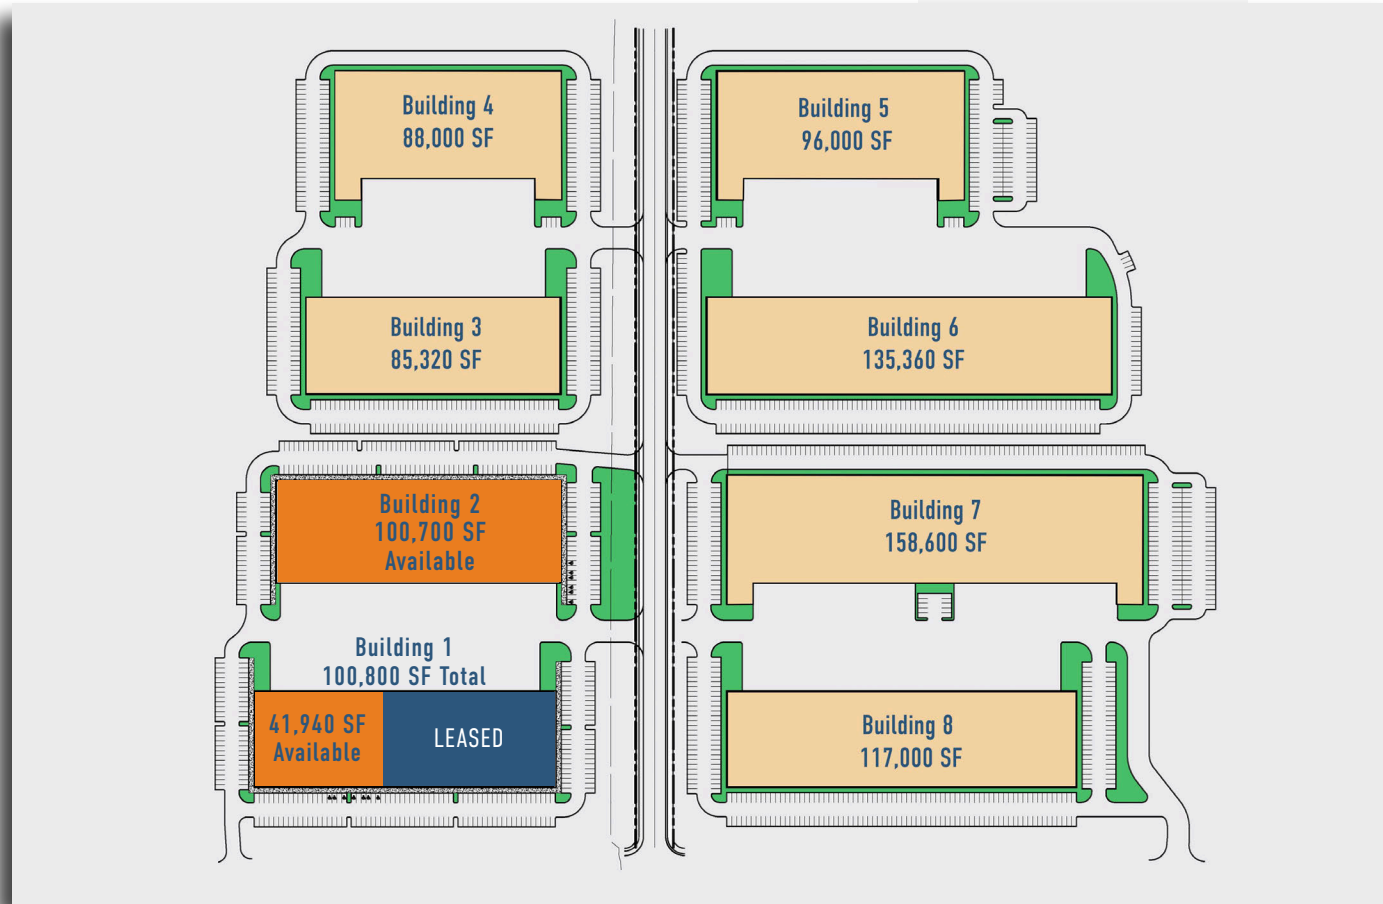 Building 4
88,000 SF
Building 5
96,000 SF
Building 3
85,320 SF
Building 6
135,360 SF
Building 2
100,700 SF
Available
Building 7
158,600 SF
Building 1
100,800 SF Total
41,940 SF
Available
LEASED
Building 8
117,000 SF